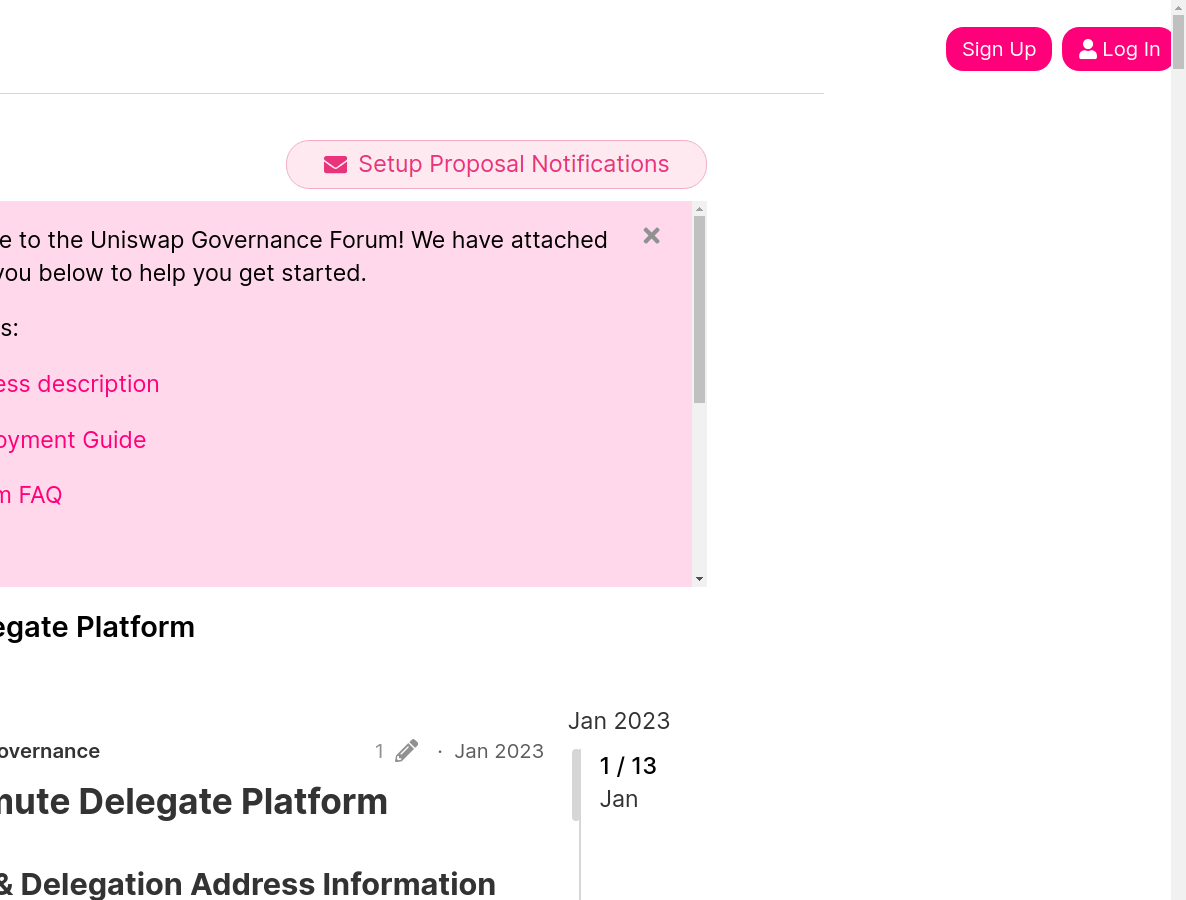 Sign Up
Log In
Setup Proposal Notifications
e to the Uniswap Governance Forum! We have attached
you below to help you get started.
s:
ess description
oyment Guide
m FAQ
egate Platform
Jan 2023
overnance
1 · Jan 2023
1 / 13
Jan
mute Delegate Platform
& Delegation Address Information